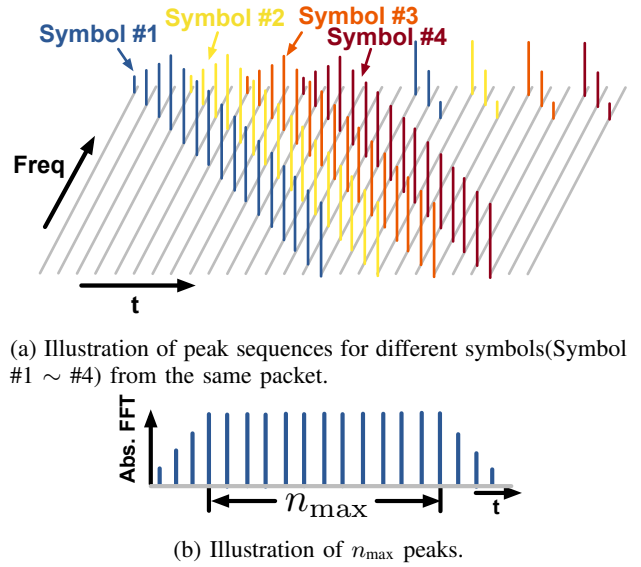 Symbol #1
Symbol #2
Symbol #3
Symbol #4
Freq
t
(a) Illustration of peak sequences for different symbols(Symbol
#1 ∼ #4) from the same packet.
Abs. FFT
n_max
t
(b) Illustration of n_max peaks.